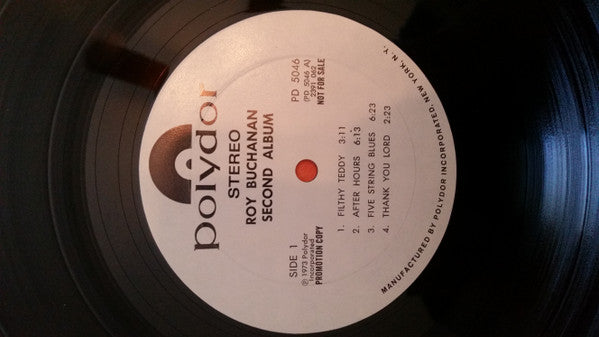 polydor
STEREO
ROY BUCHANAN
SECOND ALBUM
SIDE 1
℗ 1973 Polydor
Incorporated
PROMOTION COPY
PD 5046
(PD 5046 A)
2391 062
NOT FOR SALE
1. FILTHY TEDDY 3:11
2. AFTER HOURS 6:13
3. FIVE STRING BLUES 6:23
4. THANK YOU LORD 2:23
MANUFACTURED BY POLYDOR INCORPORATED, NEW YORK, N.Y.